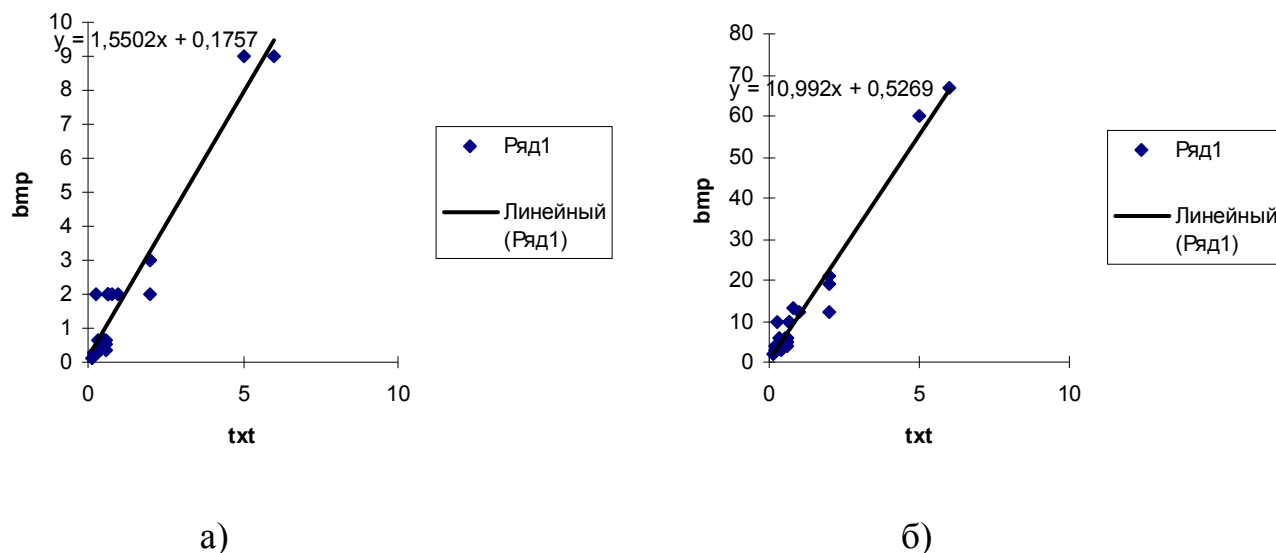 10
y = 1,5502x + 0,1757
9
8
7
6
5
4
3
2
1
0
bmp
0
5
10
txt
Ряд1
Линейный
(Ряд1)
а)
80
70
y = 10,992x + 0,5269
60
50
40
30
20
10
0
bmp
0
5
10
txt
Ряд1
Линейный
(Ряд1)
б)